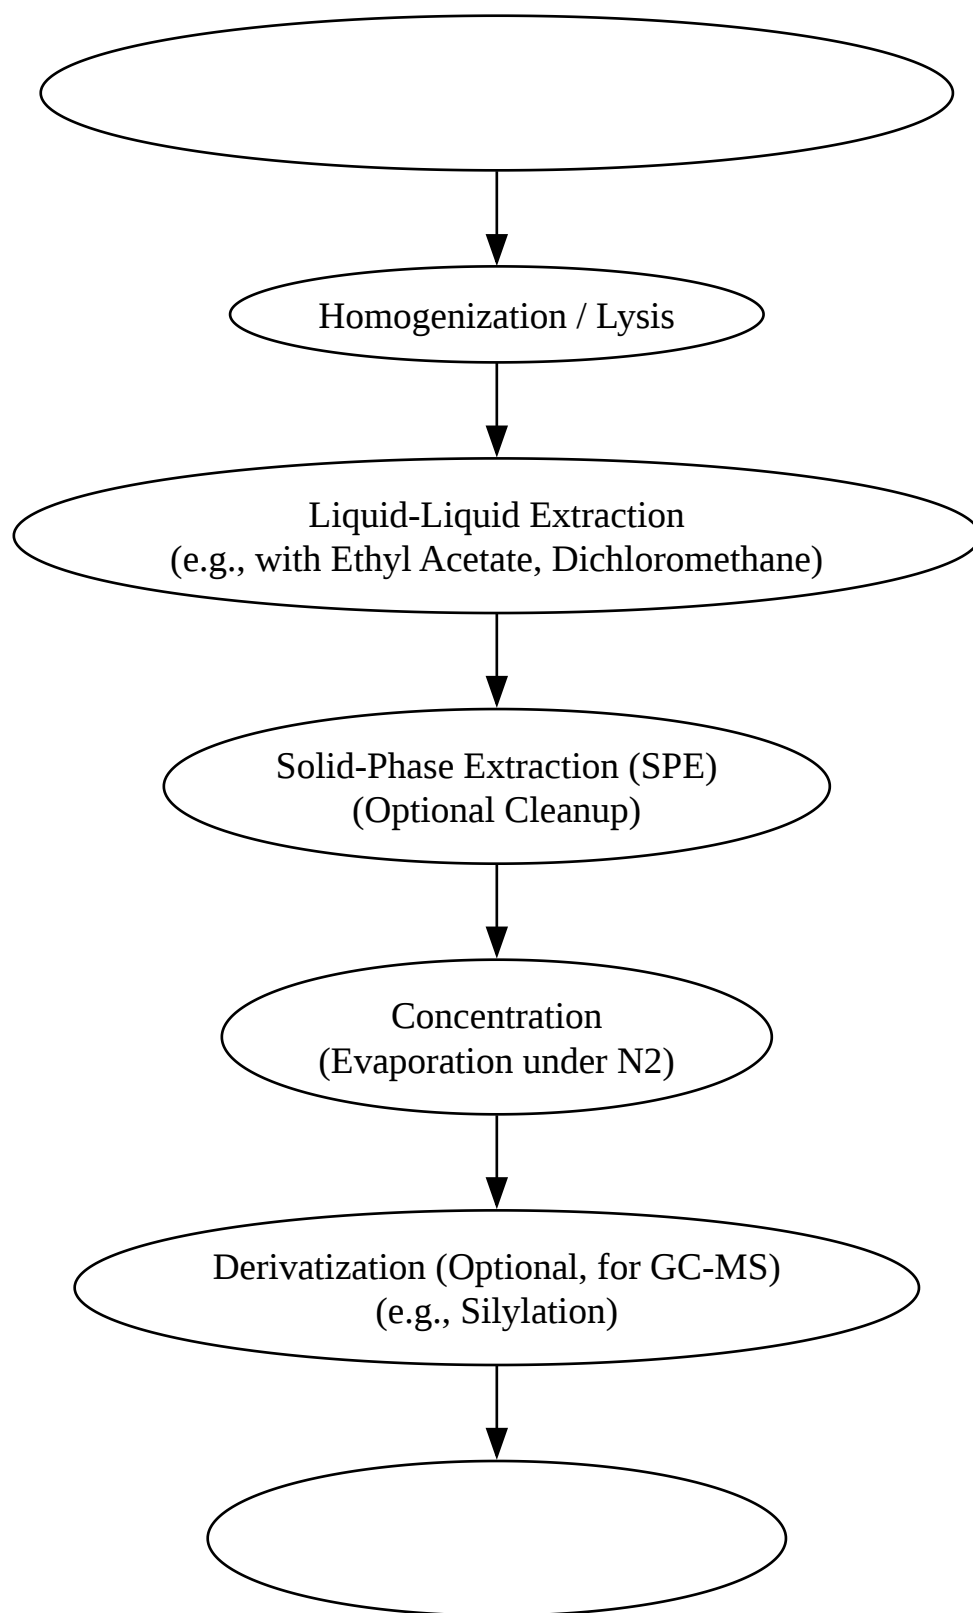 Homogenization / Lysis
Liquid-Liquid Extraction
(e.g., with Ethyl Acetate, Dichloromethane)
Solid-Phase Extraction (SPE)
(Optional Cleanup)
Concentration
(Evaporation under N2)
Derivatization (Optional, for GC-MS)
(e.g., Silylation)